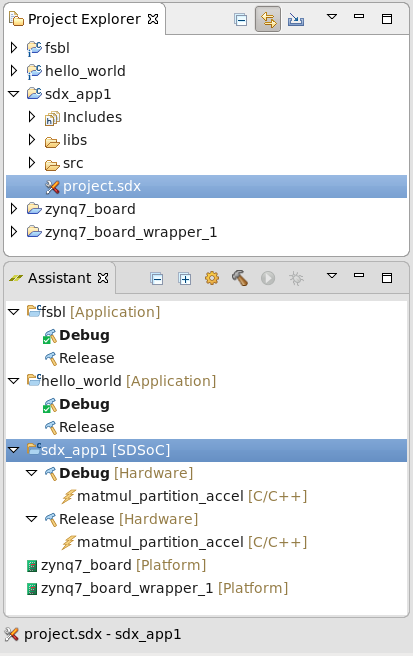 Project Explorer
fsbl
hello_world
sdx_app1
Includes
libs
src
project.sdx
zynq7_board
zynq7_board_wrapper_1
Assistant
fsbl [Application]
Debug
Release
hello_world [Application]
Debug
Release
sdx_app1 [SDSoC]
Debug [Hardware]
matmul_partition_accel [C/C++]
Release [Hardware]
matmul_partition_accel [C/C++]
zynq7_board [Platform]
zynq7_board_wrapper_1 [Platform]
project.sdx - sdx_app1